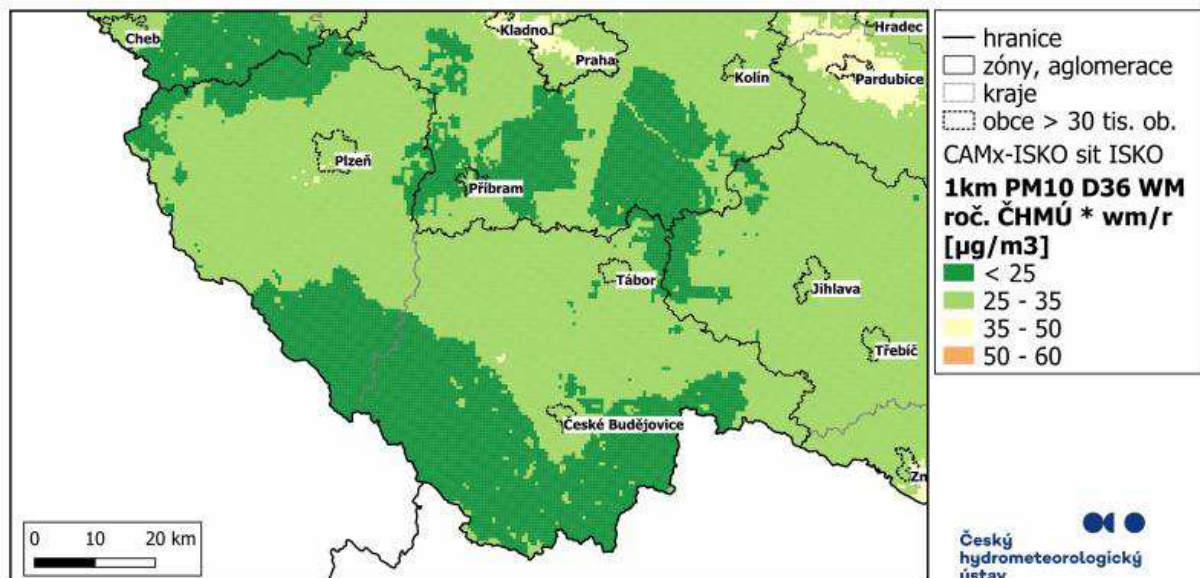 Cheb
Kladno
Praha
Kolín
Hradec
Pardubice
Plzeň
Příbram
Tábor
Jihlava
Třebíč
České Budějovice
Zn
0 10 20 km
hranice
zóny, aglomerace
kraje
obce > 30 tis. ob.
CAMx-ISKO sit ISKO
1km PM10 D36 WM
roč. ČHMÚ * wm/r
[µg/m3]
< 25
25 - 35
35 - 50
50 - 60
Český
hydrometeorologický
ústav